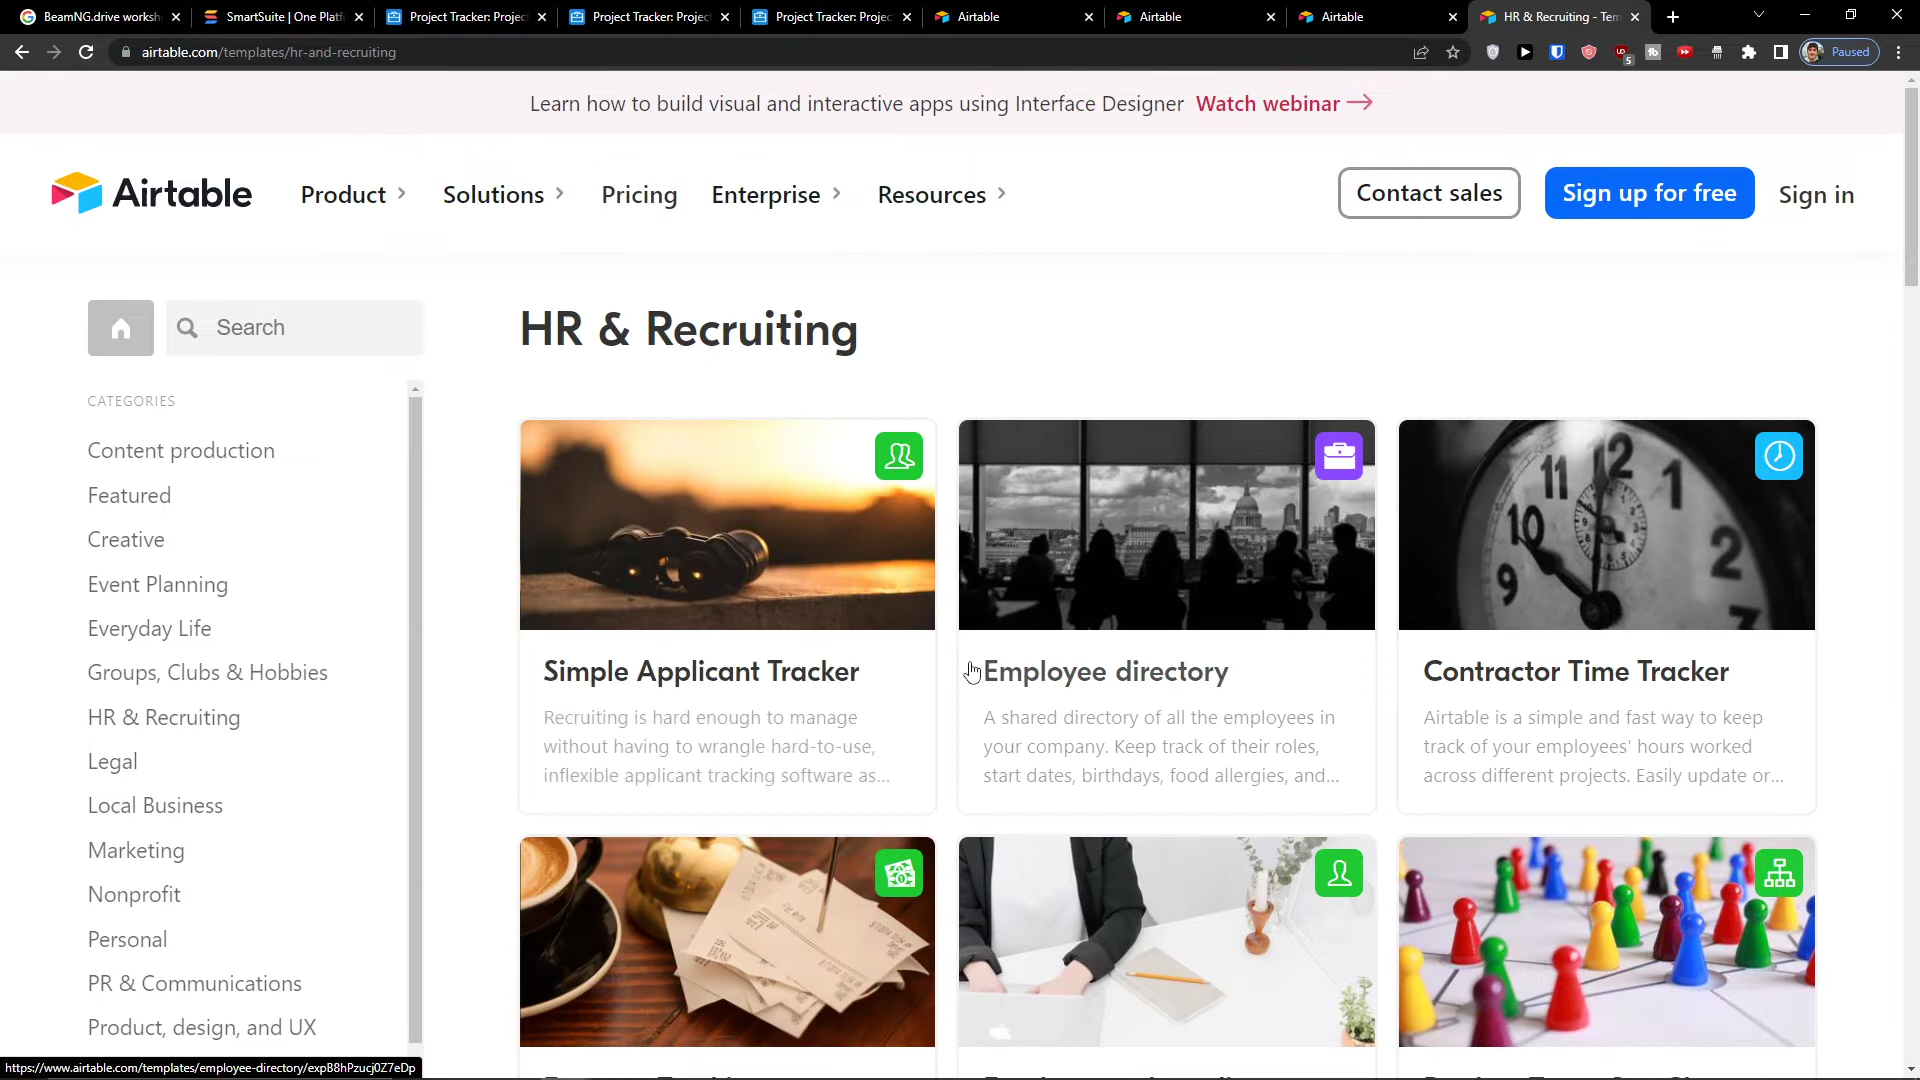 BeamNG.drive worksh
SmartSuite | One Platf
Project Tracker: Projec
Project Tracker: Projec
Project Tracker: Projec
Airtable
Airtable
Airtable
HR & Recruiting - Tem
airtable.com/templates/hr-and-recruiting
5
Paused
Learn how to build visual and interactive apps using Interface Designer Watch webinar →
Airtable
Product
Solutions
Pricing
Enterprise
Resources
Contact sales
Sign up for free
Sign in
Search
CATEGORIES
Content production
Featured
Creative
Event Planning
Everyday Life
Groups, Clubs & Hobbies
HR & Recruiting
Legal
Local Business
Marketing
Nonprofit
Personal
PR & Communications
Product, design, and UX
HR & Recruiting
11 12 1
10 2
9
Simple Applicant Tracker
Recruiting is hard enough to manage
without having to wrangle hard-to-use,
inflexible applicant tracking software as...
Employee directory
A shared directory of all the employees in
your company. Keep track of their roles,
start dates, birthdays, food allergies, and...
Contractor Time Tracker
Airtable is a simple and fast way to keep
track of your employees' hours worked
across different projects. Easily update or...
https://www.airtable.com/templates/employee-directory/expB8hPzucj0Z7eDp